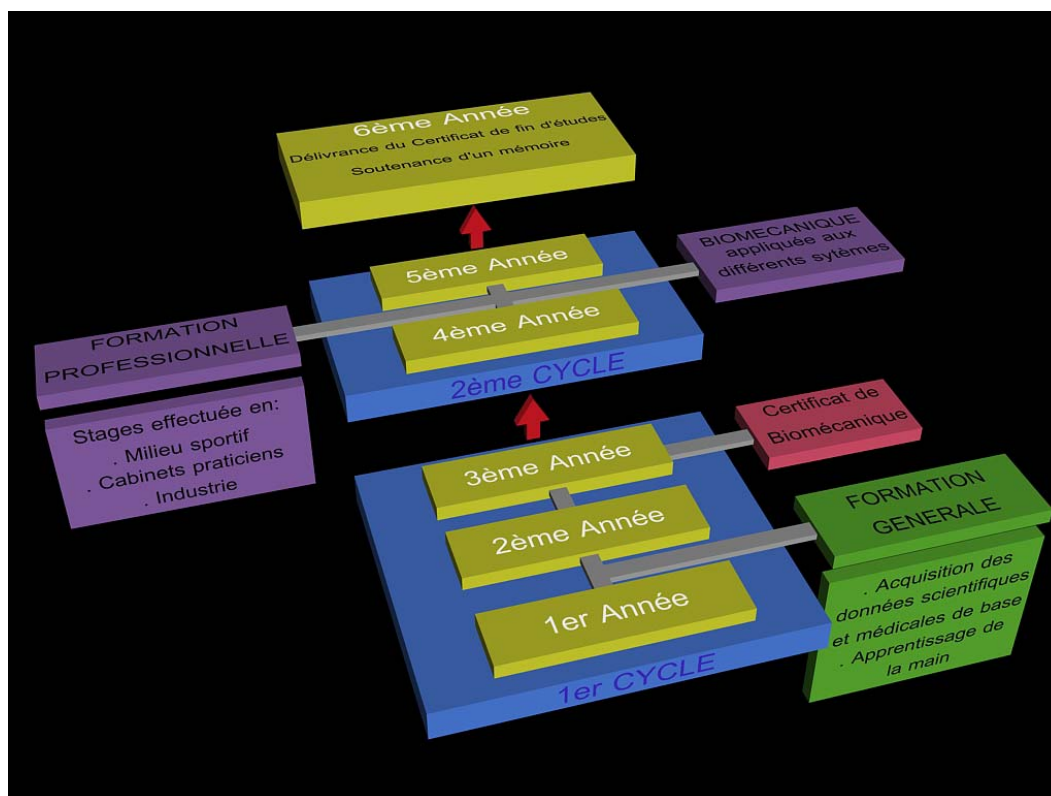 6ème Année
Délivrance du Certificat de fin d'études
Soutenance d'un mémoire
BIOMECANIQUE
appliquée aux
différents sytèmes
5ème Année
4ème Année
2ème CYCLE
FORMATION
PROFESSIONNELLE
Stages effectuée en:
. Milieu sportif
. Cabinets praticiens
. Industrie
Certificat de
Biomécanique
3ème Année
2ème Année
1er Année
1er CYCLE
FORMATION
GENERALE
. Acquisition des
données scientifiques
et médicales de base
. Apprentissage de
la main